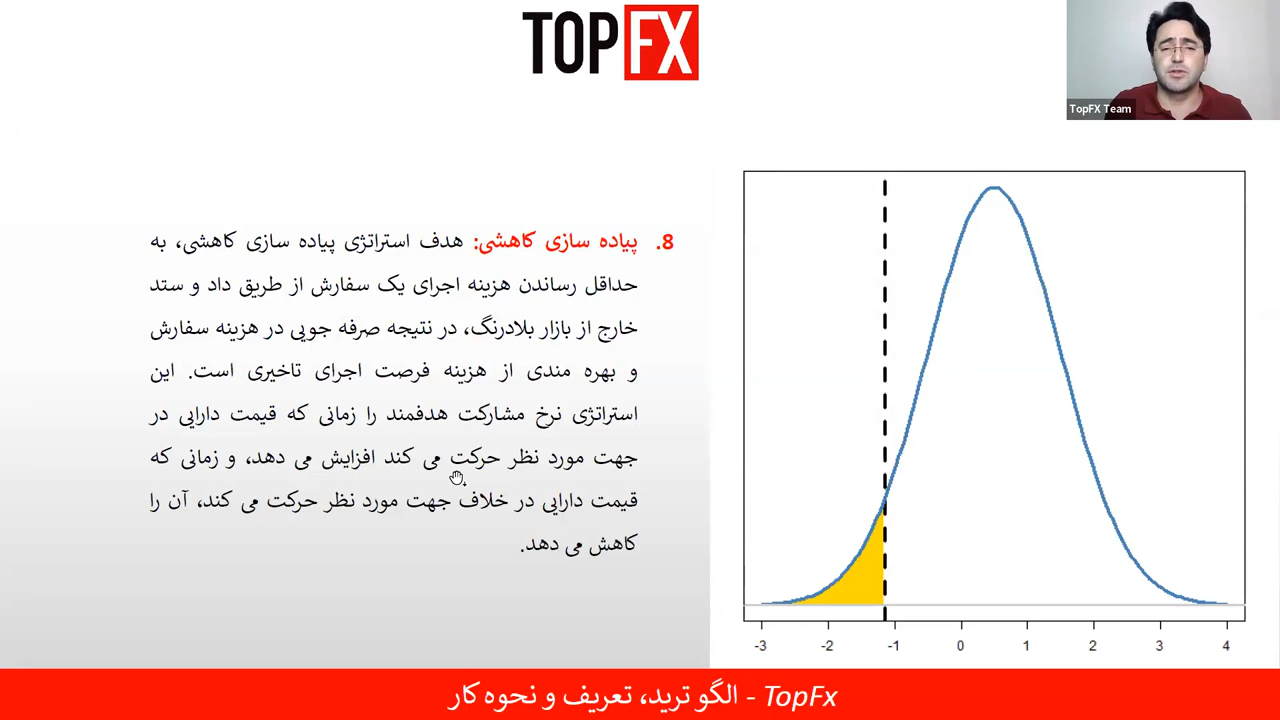 TOPFX
TopFX Team
8. پیاده سازی کاهشی: هدف استراتژی پیاده سازی کاهشی، به
حداقل رساندن هزینه اجرای یک سفارش از طریق داد و ستد
خارج از بازار بلادرنگ، در نتیجه صرفه جویی در هزینه سفارش
و بهره مندی از هزینه فرصت اجرای تاخیری است. این
استراتژی نرخ مشارکت هدفمند را زمانی که قیمت دارایی در
جهت مورد نظر حرکت می کند افزایش می دهد، و زمانی که
قیمت دارایی در خلاف جهت مورد نظر حرکت می کند، آن را
کاهش می دهد.
-3 -2 -1 0 1 2 3 4
الگو ترید، تعریف و نحوه کار - TopFx